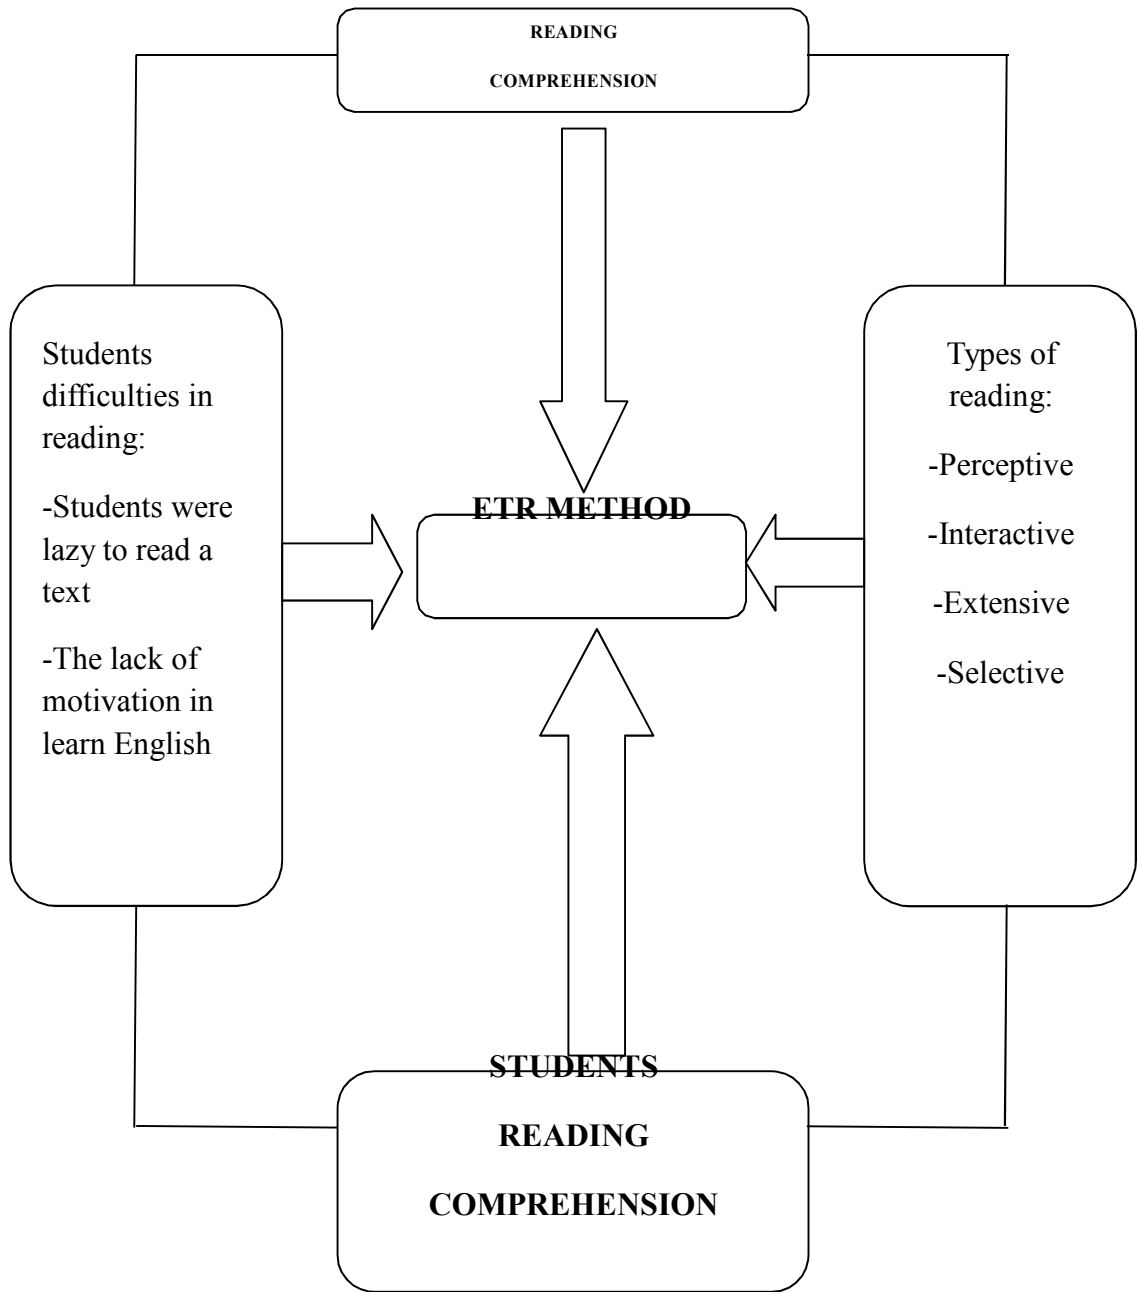 READING
COMPREHENSION
Students
difficulties in
reading:
-Students were
lazy to read a
text
-The lack of
motivation in
learn English
ETR METHOD
Types of
reading:
-Perceptive
-Interactive
-Extensive
-Selective
STUDENTS
READING
COMPREHENSION